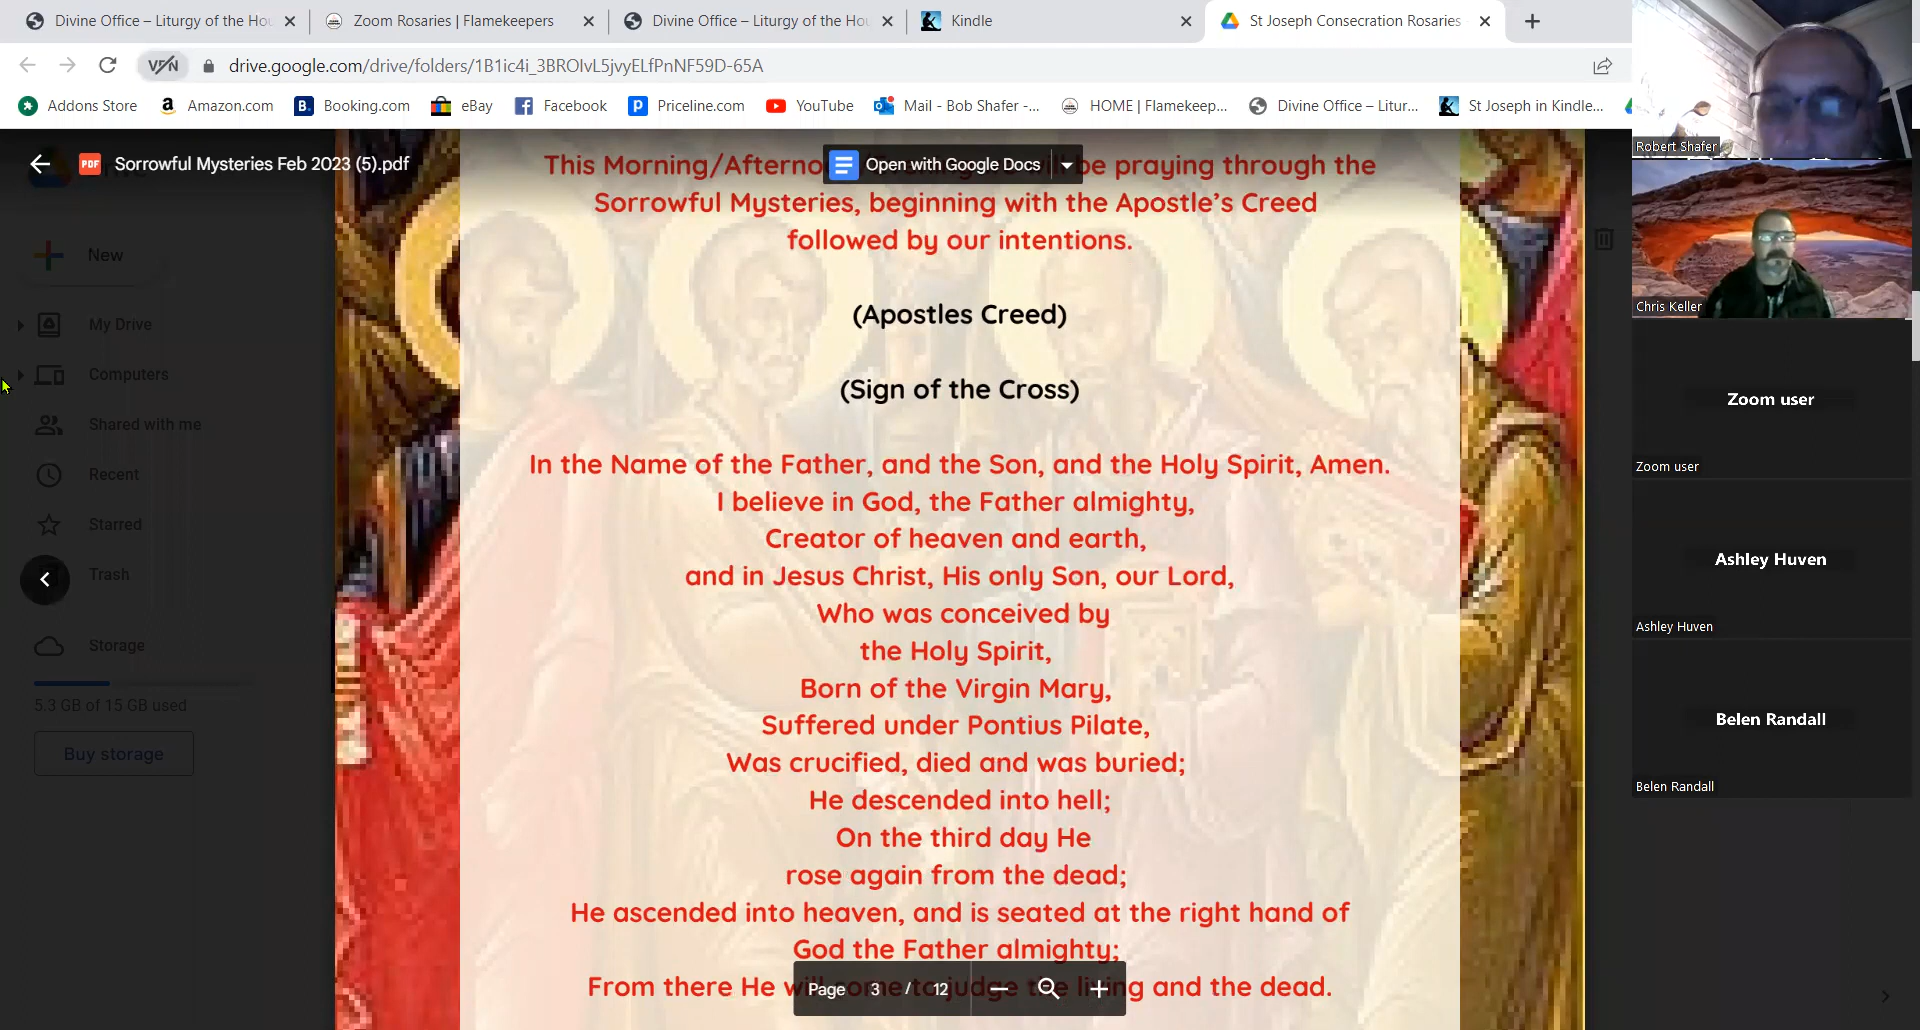 Divine Office – Liturgy of the Ho
Zoom Rosaries | Flamekeepers
Divine Office – Liturgy of the Ho
Kindle
St Joseph Consecration Rosaries
VPN
drive.google.com/drive/folders/1B1ic4i_3BROIvL5jvyELfPnNF59D-65A
Addons Store
Amazon.com
Booking.com
eBay
Facebook
Priceline.com
YouTube
Mail - Bob Shafer -...
HOME | Flamekeep...
Divine Office – Litur...
St Joseph in Kindle...
PDF
Sorrowful Mysteries Feb 2023 (5).pdf
Open with Google Docs
New
My Drive
Computers
Shared with me
Recent
Starred
Trash
Storage
5.3 GB of 15 GB used
Buy storage
This Morning/Afterno be praying through the
Sorrowful Mysteries, beginning with the Apostle’s Creed
followed by our intentions.
(Apostles Creed)
(Sign of the Cross)
In the Name of the Father, and the Son, and the Holy Spirit, Amen.
I believe in God, the Father almighty,
Creator of heaven and earth,
and in Jesus Christ, His only Son, our Lord,
Who was conceived by
the Holy Spirit,
Born of the Virgin Mary,
Suffered under Pontius Pilate,
Was crucified, died and was buried;
He descended into hell;
On the third day He
rose again from the dead;
He ascended into heaven, and is seated at the right hand of
God the Father almighty;
From there He will come to judge the living and the dead.
Page 3 / 12
Robert Shafer
Chris Keller
Zoom user
Zoom user
Ashley Huven
Ashley Huven
Belen Randall
Belen Randall